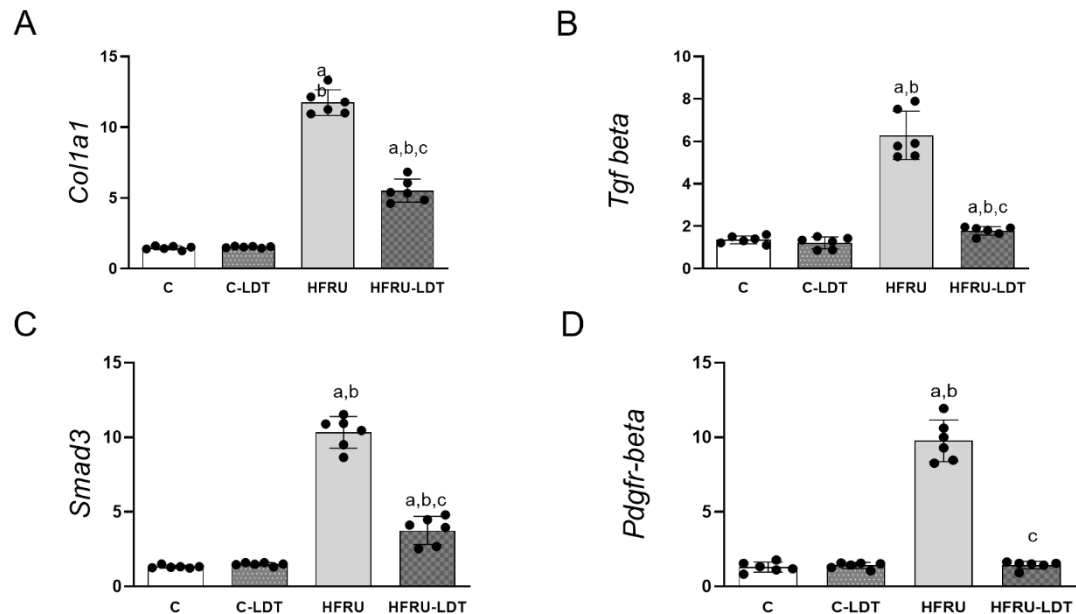 A
Col1a1
15
10
5
0
a
b
a,b,c
C C-LDT HFRU HFRU-LDT
B
Tgf beta
10
8
6
4
2
0
a,b
a,b,c
C C-LDT HFRU HFRU-LDT
C
Smad3
15
10
5
0
a,b
a,b,c
C C-LDT HFRU HFRU-LDT
D
Pdgfr-beta
15
10
5
0
a,b
c
C C-LDT HFRU HFRU-LDT